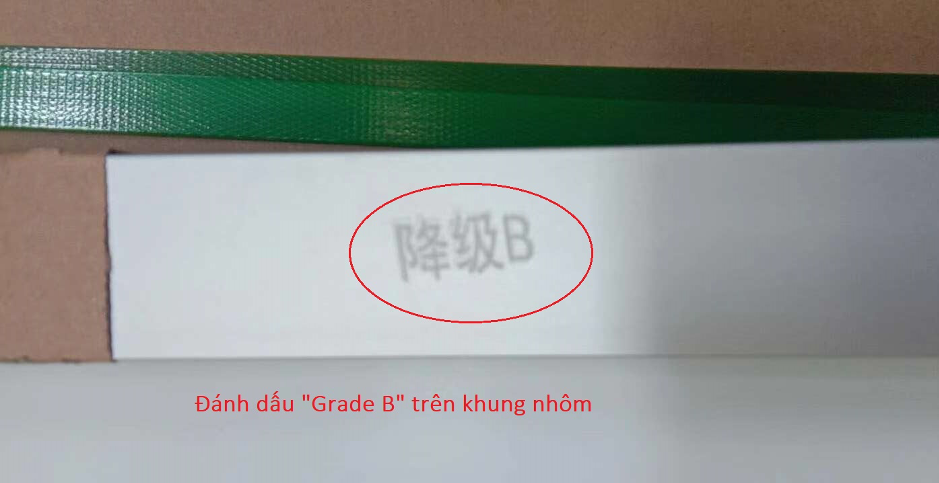 降级B
Đánh dấu "Grade B" trên khung nhôm